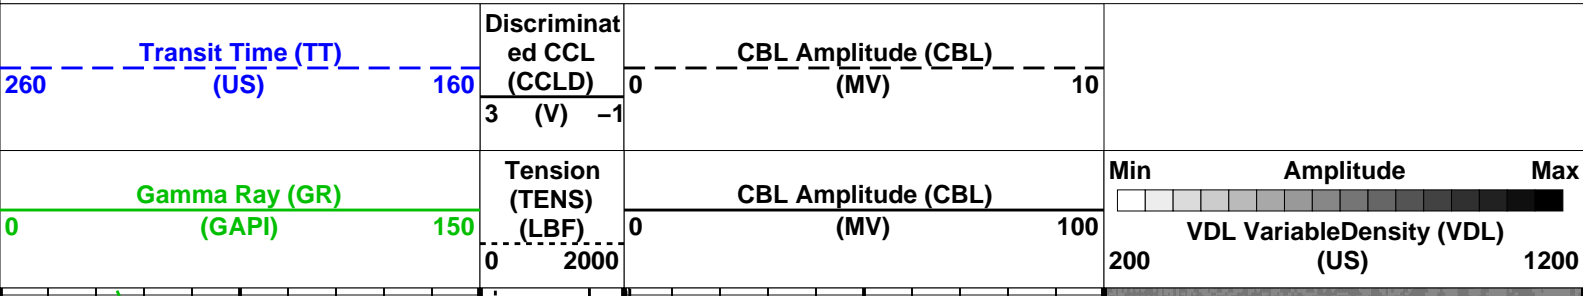 Transit Time (TT)
260 (US) 160
Discriminat
ed CCL
(CCLD)
3 (V) −1
CBL Amplitude (CBL)
0 (MV) 10
Gamma Ray (GR)
0 (GAPI) 150
Tension
(TENS)
(LBF)
0 2000
CBL Amplitude (CBL)
0 (MV) 100
Min Amplitude Max
VDL VariableDensity (VDL)
200 (US) 1200